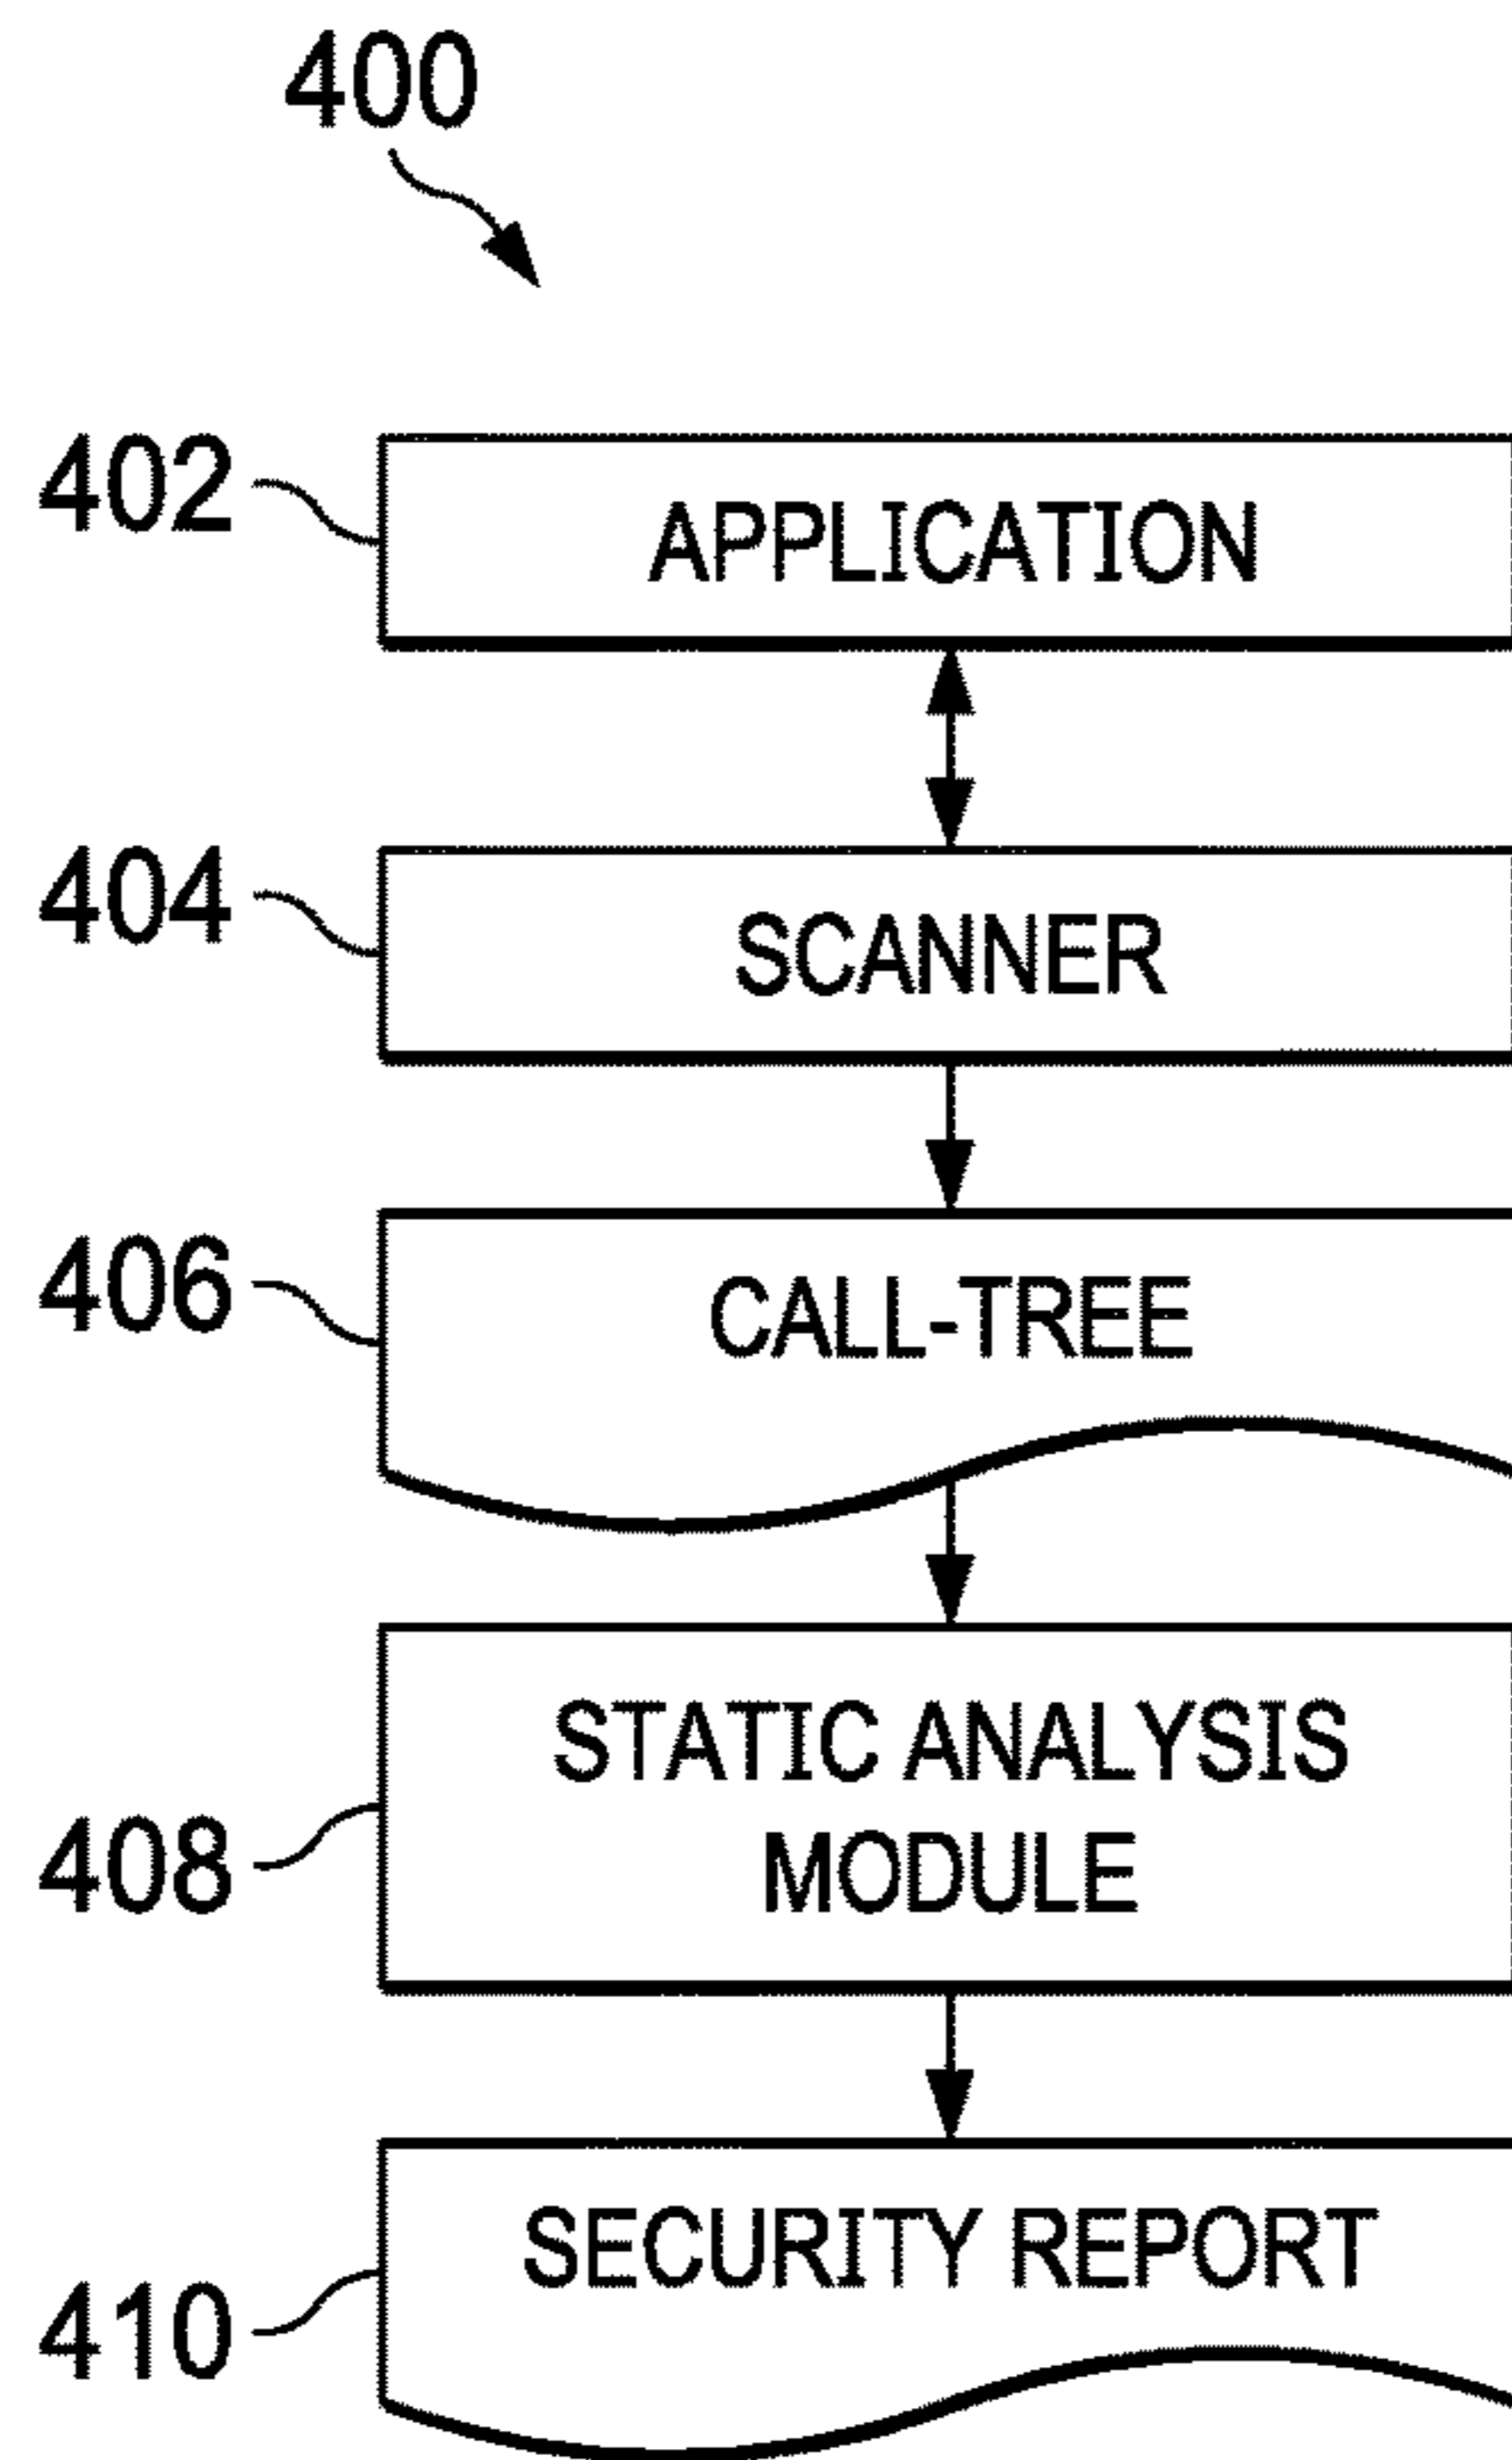 400
402
APPLICATION
404
SCANNER
406
CALL-TREE
STATIC ANALYSIS
408
MODULE
SECURITY REPORT
410